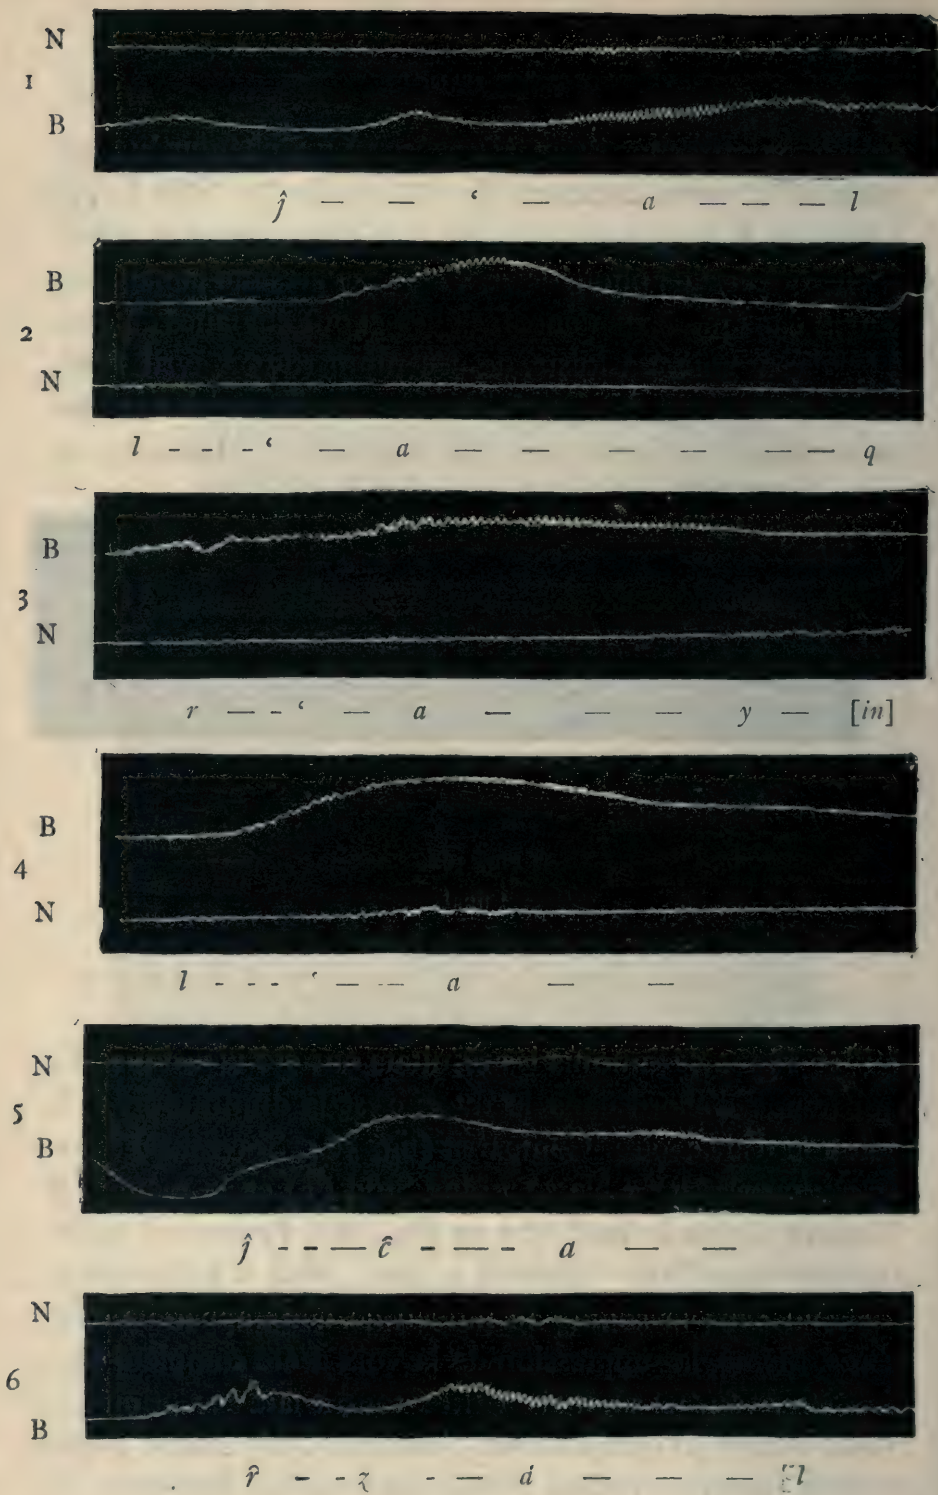 N
1
B
ĵ — — ‘ — a — — — l
B
2
N
l - - - ‘ — a — — — — — — q
B
3
N
r — - ‘ — a — — — y — [in]
B
4
N
l - - - ‘ — - - a — —
N
5
B
ĵ - - — ĉ - — - a — —
N
6
B
r̂ - - z - — — — — l